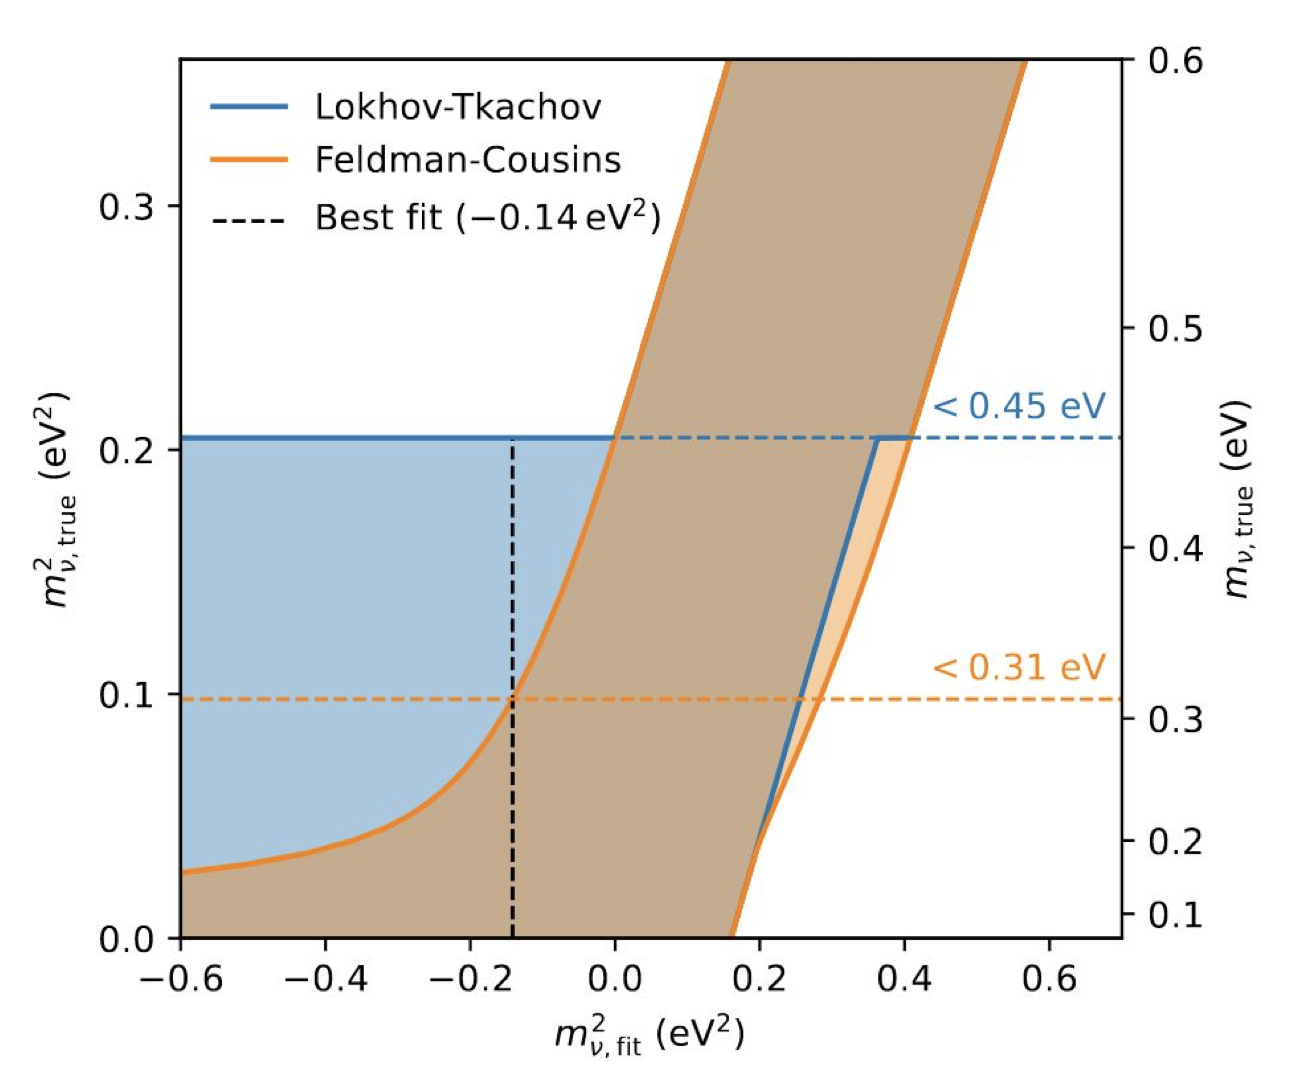 Lokhov-Tkachov
Feldman-Cousins
Best fit (−0.14 eV²)
0.3
0.2
0.1
0.0
m²ν, true (eV²)
0.6
0.5
0.4
0.3
0.2
0.1
mν, true (eV)
< 0.45 eV
< 0.31 eV
−0.6 −0.4 −0.2 0.0 0.2 0.4 0.6
m²ν, fit (eV²)